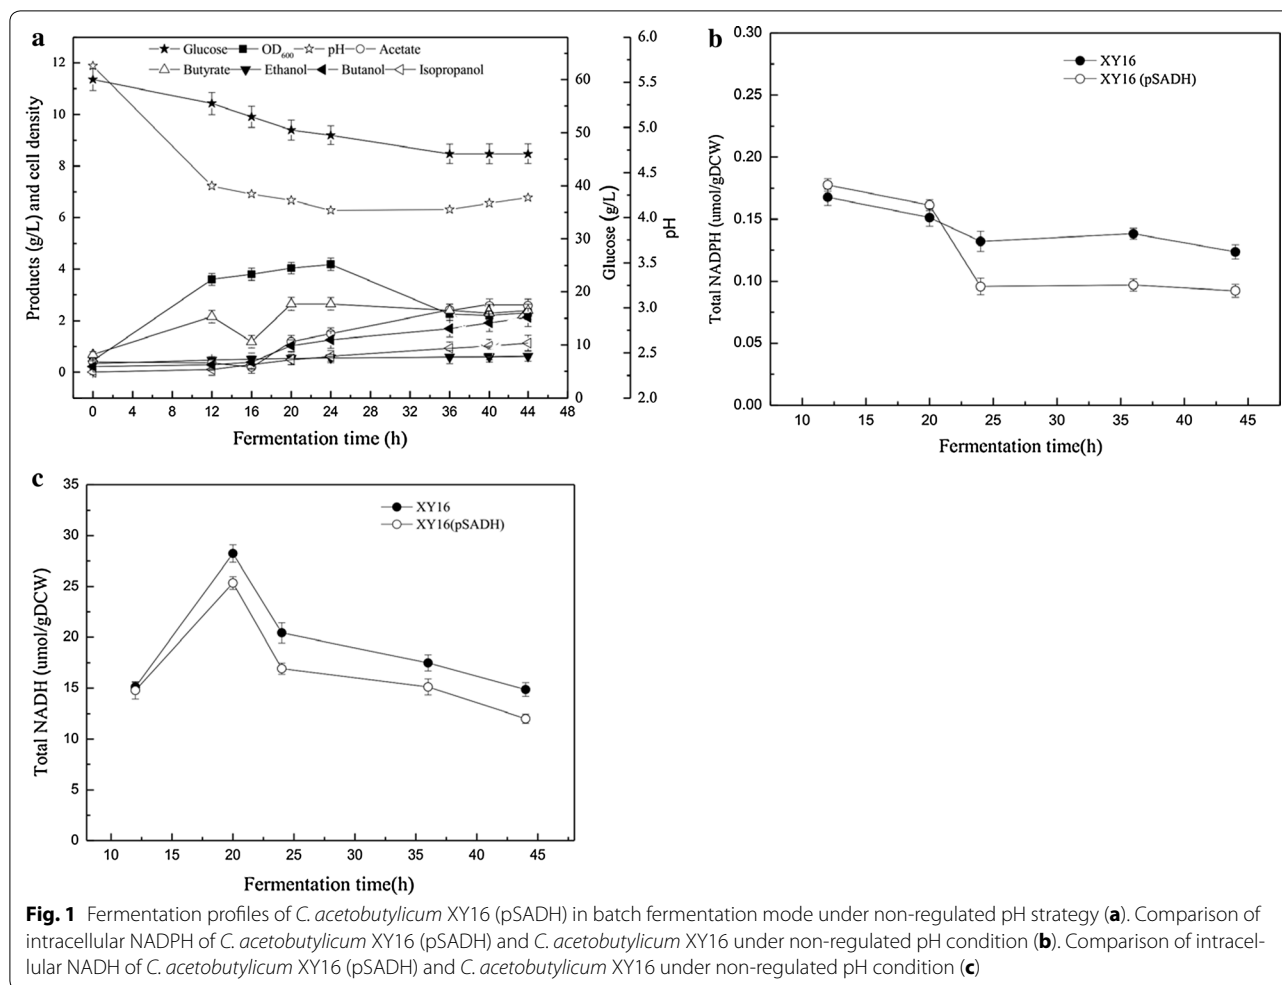 a
Glucose OD600 pH Acetate
Butyrate Ethanol Butanol Isopropanol
Products (g/L) and cell density
12
10
8
6
4
2
0
0 4 8 12 16 20 24 28 32 36 40 44 48
Fermentation time (h)
60
50
40
30
20
10
0
Glucose (g/L)
6.0
5.5
5.0
4.5
4.0
3.5
3.0
2.5
2.0
pH
b
XY16
XY16 (pSADH)
Total NADPH (umol/gDCW)
0.30
0.25
0.20
0.15
0.10
0.05
0.00
10 15 20 25 30 35 40 45
Fermentation time(h)
c
XY16
XY16(pSADH)
Total NADH (umol/gDCW)
35
30
25
20
15
10
5
0
10 15 20 25 30 35 40 45
Fermentation time(h)
Fig. 1 Fermentation profiles of C. acetobutylicum XY16 (pSADH) in batch fermentation mode under non-regulated pH strategy (a). Comparison of
intracellular NADPH of C. acetobutylicum XY16 (pSADH) and C. acetobutylicum XY16 under non-regulated pH condition (b). Comparison of intracel-
lular NADH of C. acetobutylicum XY16 (pSADH) and C. acetobutylicum XY16 under non-regulated pH condition (c)